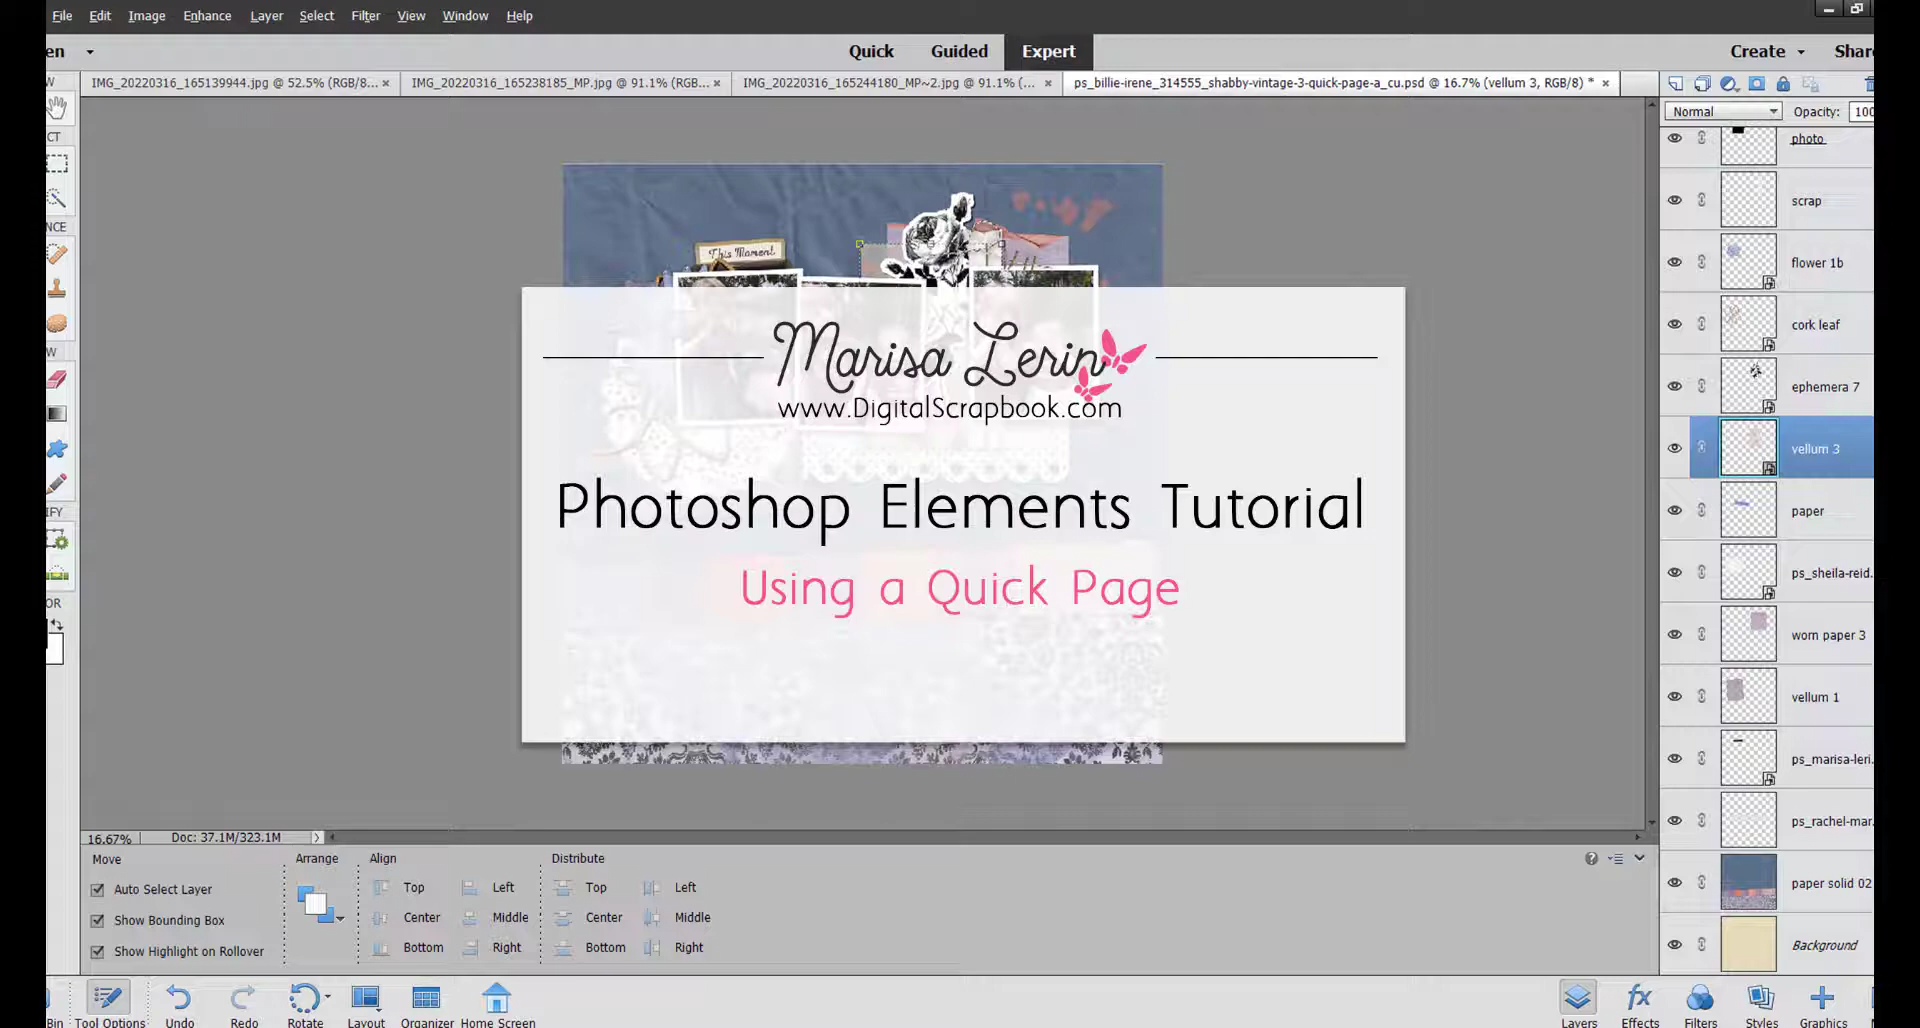 File Edit Image Enhance Layer Select Filter View Window Help
en Quick Guided Expert Create Shar
IMG_20220316_165139944.jpg @ 52.5% (RGB/8... × IMG_20220316_165238185_MP.jpg @ 91.1% (RGB... × IMG_20220316_165244180_MP~2.jpg @ 91.1% (... × ps_billie-irene_314555_shabby-vintage-3-quick-page-a_cu.psd @ 16.7% (vellum 3, RGB/8) * ×
W
Normal Opacity: 100
CT
NCE
W
IFY
OR
This Moment
Marisa Lerin
www.DigitalScrapbook.com
Photoshop Elements Tutorial
Using a Quick Page
photo
scrap
flower 1b
cork leaf
ephemera 7
vellum 3
paper
ps_sheila-reid.
worn paper 3
vellum 1
ps_marisa-leri.
ps_rachel-mar.
paper solid 02
Background
16.67% Doc: 37.1M/323.1M
Move Arrange Align Distribute
Auto Select Layer Top Left Top Left
Show Bounding Box Center Middle Center Middle
Show Highlight on Rollover Bottom Right Bottom Right
Bin Tool Options Undo Redo Rotate Layout Organizer Home Screen Layers Effects Filters Styles Graphics